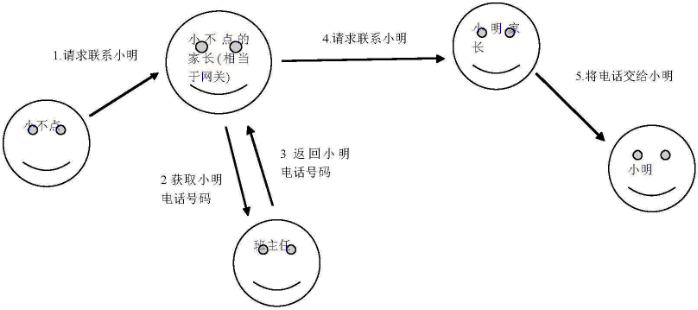 小不点的
家长(相当
于网关)
4.请求联系小明
小明家
长
1.请求联系小明
5.将电话交给小明
小不点
3 返回小明
电话号码
2 获取小明
电话号码
小明
班主任